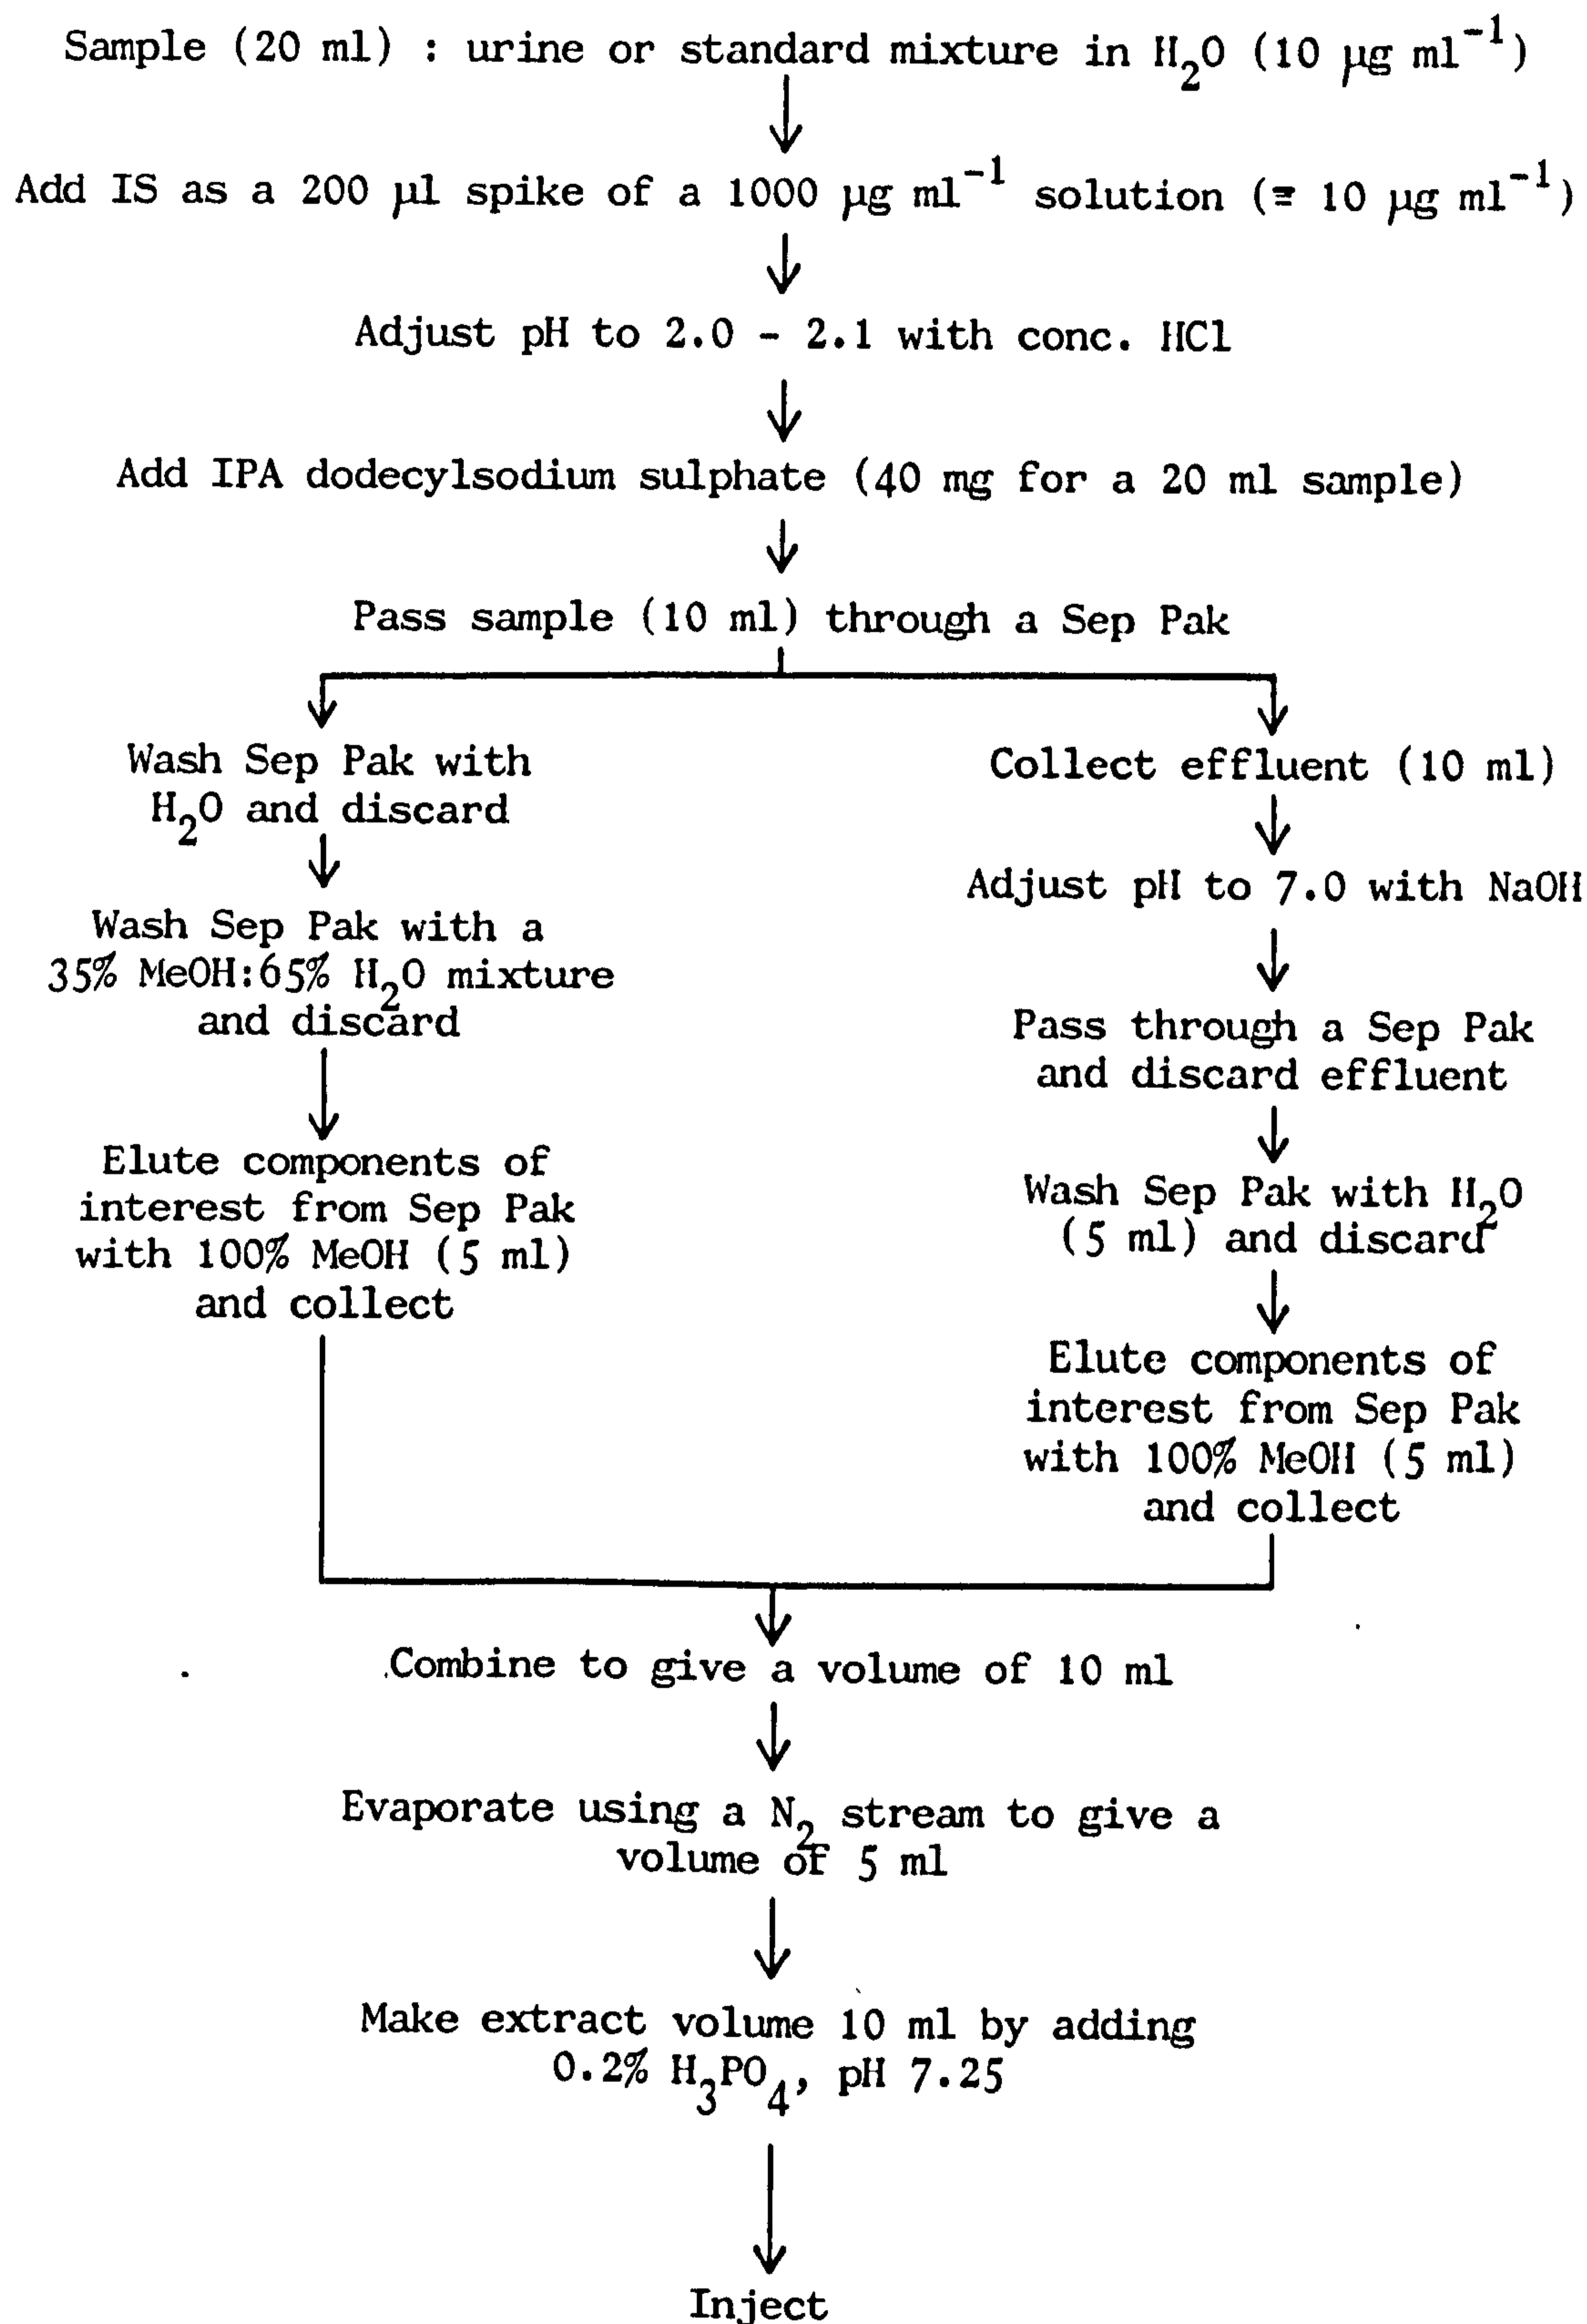 Sample (20 ml) : urine or standard mixture in H₂O (10 µg ml⁻¹)
Add IS as a 200 µl spike of a 1000 µg ml⁻¹ solution (≡ 10 µg ml⁻¹)
Adjust pH to 2.0 - 2.1 with conc. HCl
Add IPA dodecylsodium sulphate (40 mg for a 20 ml sample)
Pass sample (10 ml) through a Sep Pak
Wash Sep Pak with
H₂O and discard
Wash Sep Pak with a
35% MeOH:65% H₂O mixture
and discard
Elute components of
interest from Sep Pak
with 100% MeOH (5 ml)
and collect
Collect effluent (10 ml)
Adjust pH to 7.0 with NaOH
Pass through a Sep Pak
and discard effluent
Wash Sep Pak with H₂O
(5 ml) and discard
Elute components of
interest from Sep Pak
with 100% MeOH (5 ml)
and collect
Combine to give a volume of 10 ml
Evaporate using a N₂ stream to give a
volume of 5 ml
Make extract volume 10 ml by adding
0.2% H₃PO₄, pH 7.25
Inject